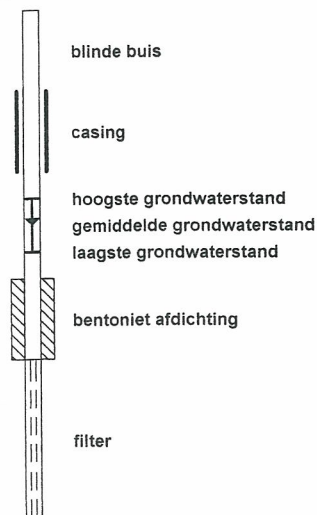 blinde buis
casing
hoogste grondwaterstand
gemiddelde grondwaterstand
laagste grondwaterstand
bentoniet afdichting
filter